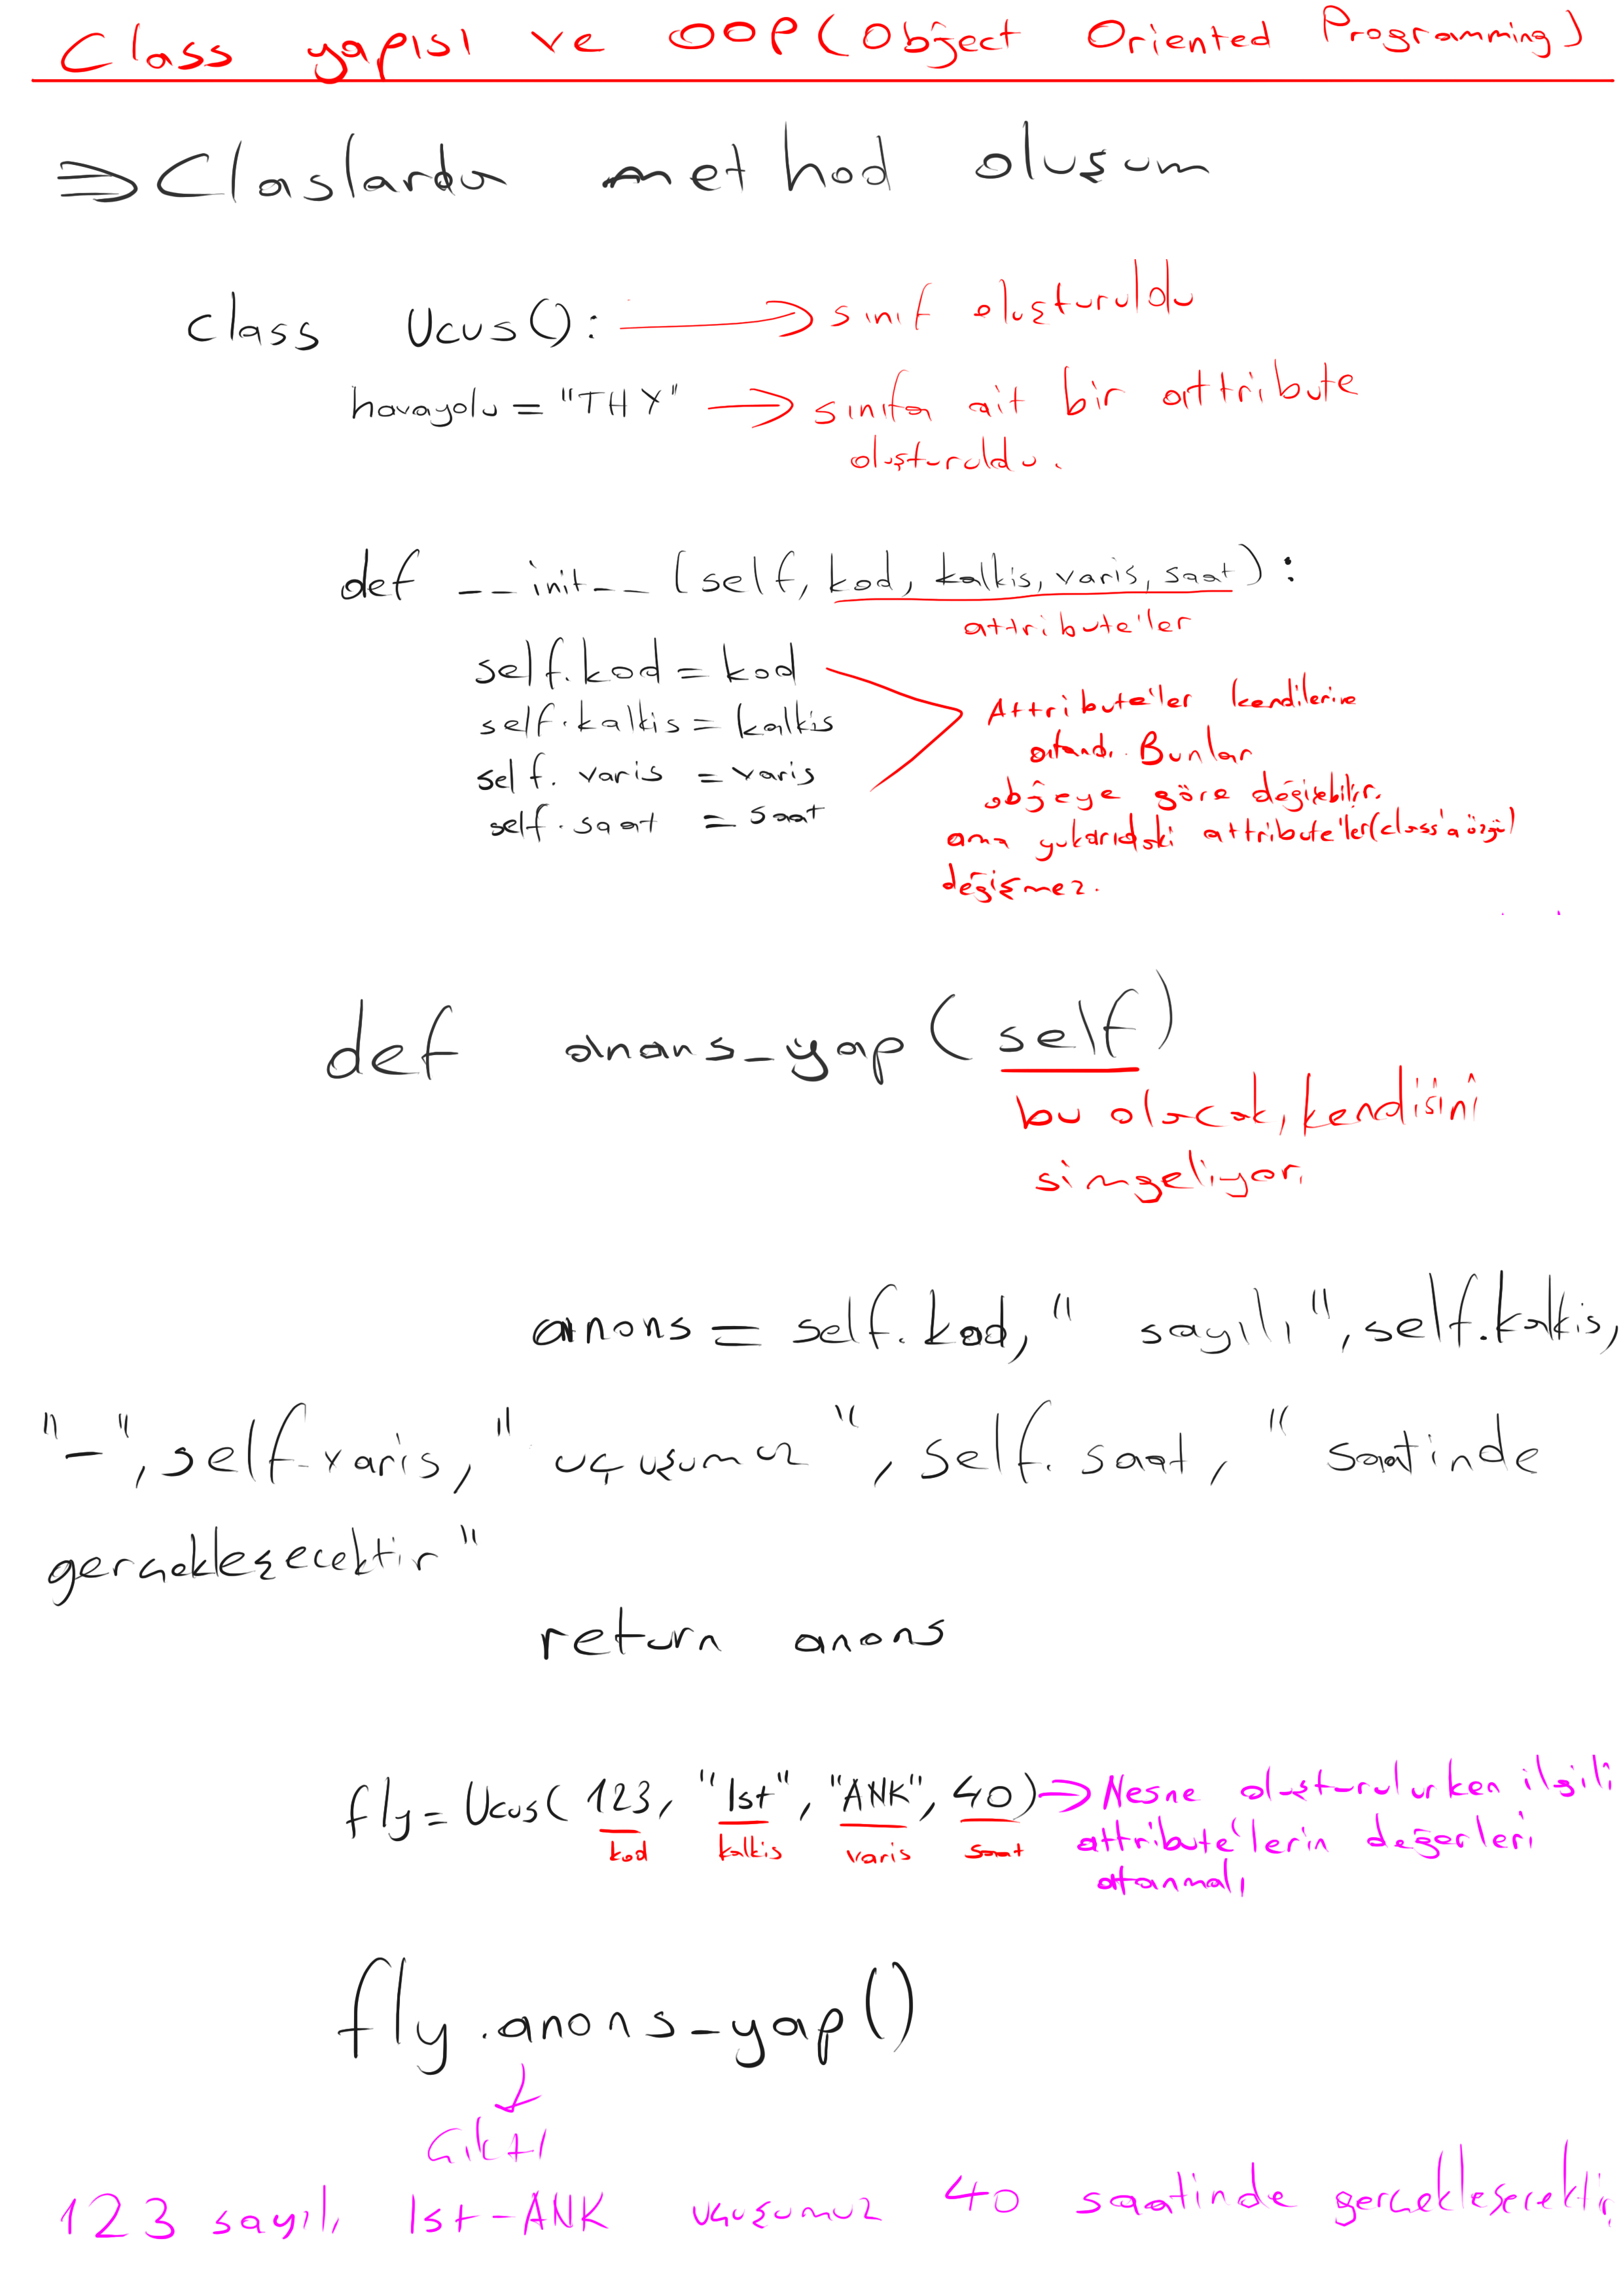 Class yapısı ve OOP(Object Oriented Programming)
⇒ Claslarda method oluşum
class Ucus(): → sınıf oluşturuldu
havayolu = "THY" → sınıfa ait bir attribute
oluşturuldu.
def __init__(self, kod, kalkis, varis, saat):
attribute'ler
self.kod = kod
self.kalkis = kalkis
self.varis = varis
self.saat = saat
Attribute'ler kendilerine
atandı. Bunlar
objeye göre değişebilir.
ama yukarıdaki attribute'ler(class'a özgü)
değişmez.
def anons_yap(self)
bu olacak, kendisini
simgeliyor.
anons = self.kod, " sayılı ", self.kalkis,
"-", self.varis, " uçuşumuz ", self.saat, " saatinde
gerçekleşecektir"
return anons
fly = Ucus(123, "Ist", "ANK", 40) → Nesne oluşturulurken ilgili
kod kalkis varis saat attribute'lerin değerleri
atanmalı
fly.anons_yap()
Çıktı
123 sayılı Ist-ANK uçuşumuz 40 saatinde gerçekleşecektir